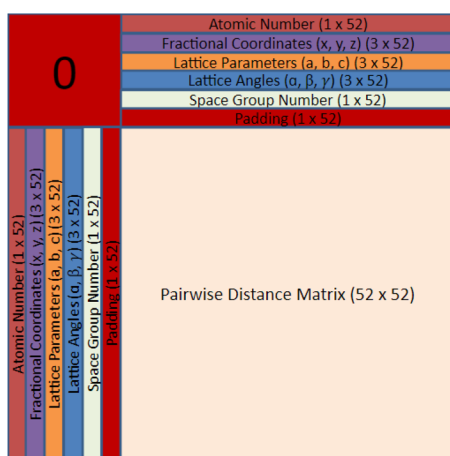 0
Atomic Number (1 x 52)
Fractional Coordinates (x, y, z) (3 x 52)
Lattice Parameters (a, b, c) (3 x 52)
Lattice Angles (α, β, γ) (3 x 52)
Space Group Number (1 x 52)
Padding (1 x 52)
Atomic Number (1 x 52)
Fractional Coordinates (x, y, z) (3 x 52)
Lattice Parameters (a, b, c) (3 x 52)
Lattice Angles (α, β, γ) (3 x 52)
Space Group Number (1 x 52)
Padding (1 x 52)
Pairwise Distance Matrix (52 x 52)